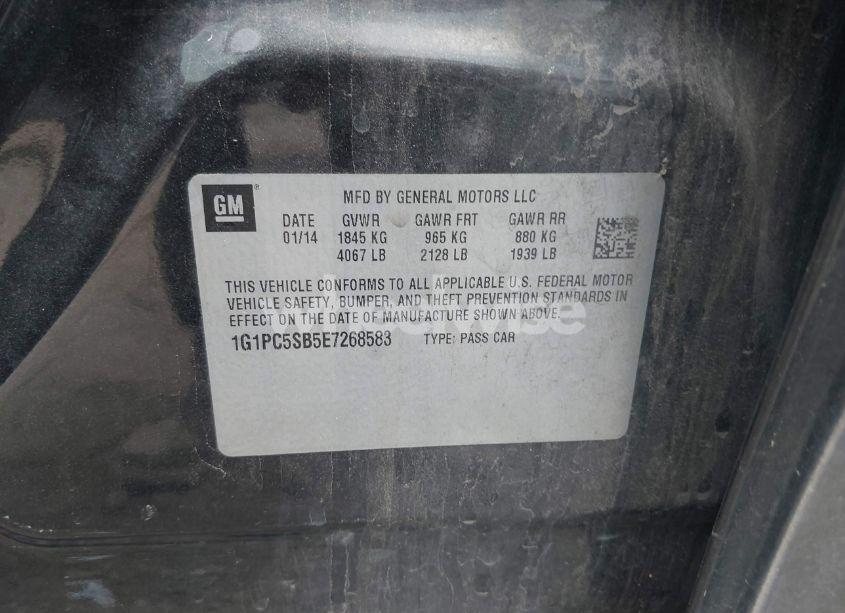 GM
MFD BY GENERAL MOTORS LLC
DATE GVWR GAWR FRT GAWR RR
01/14 1845 KG 965 KG 880 KG
4067 LB 2128 LB 1939 LB
THIS VEHICLE CONFORMS TO ALL APPLICABLE U.S. FEDERAL MOTOR
VEHICLE SAFETY, BUMPER, AND THEFT PREVENTION STANDARDS IN
EFFECT ON THE DATE OF MANUFACTURE SHOWN ABOVE.
1G1PC5SB5E7268583 TYPE: PASS CAR